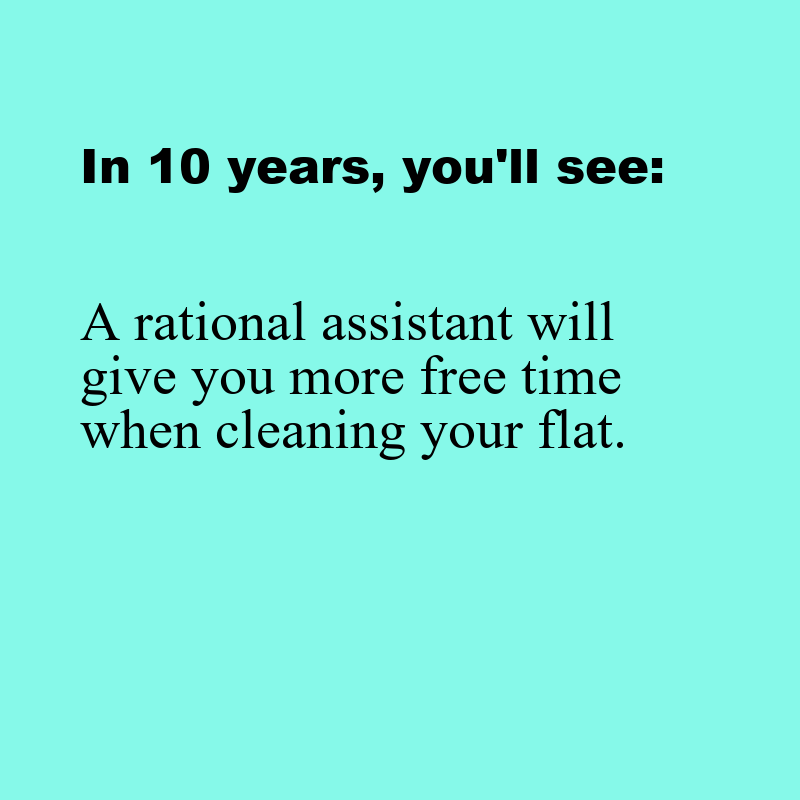 In 10 years, you'll see:
A rational assistant will
give you more free time
when cleaning your flat.